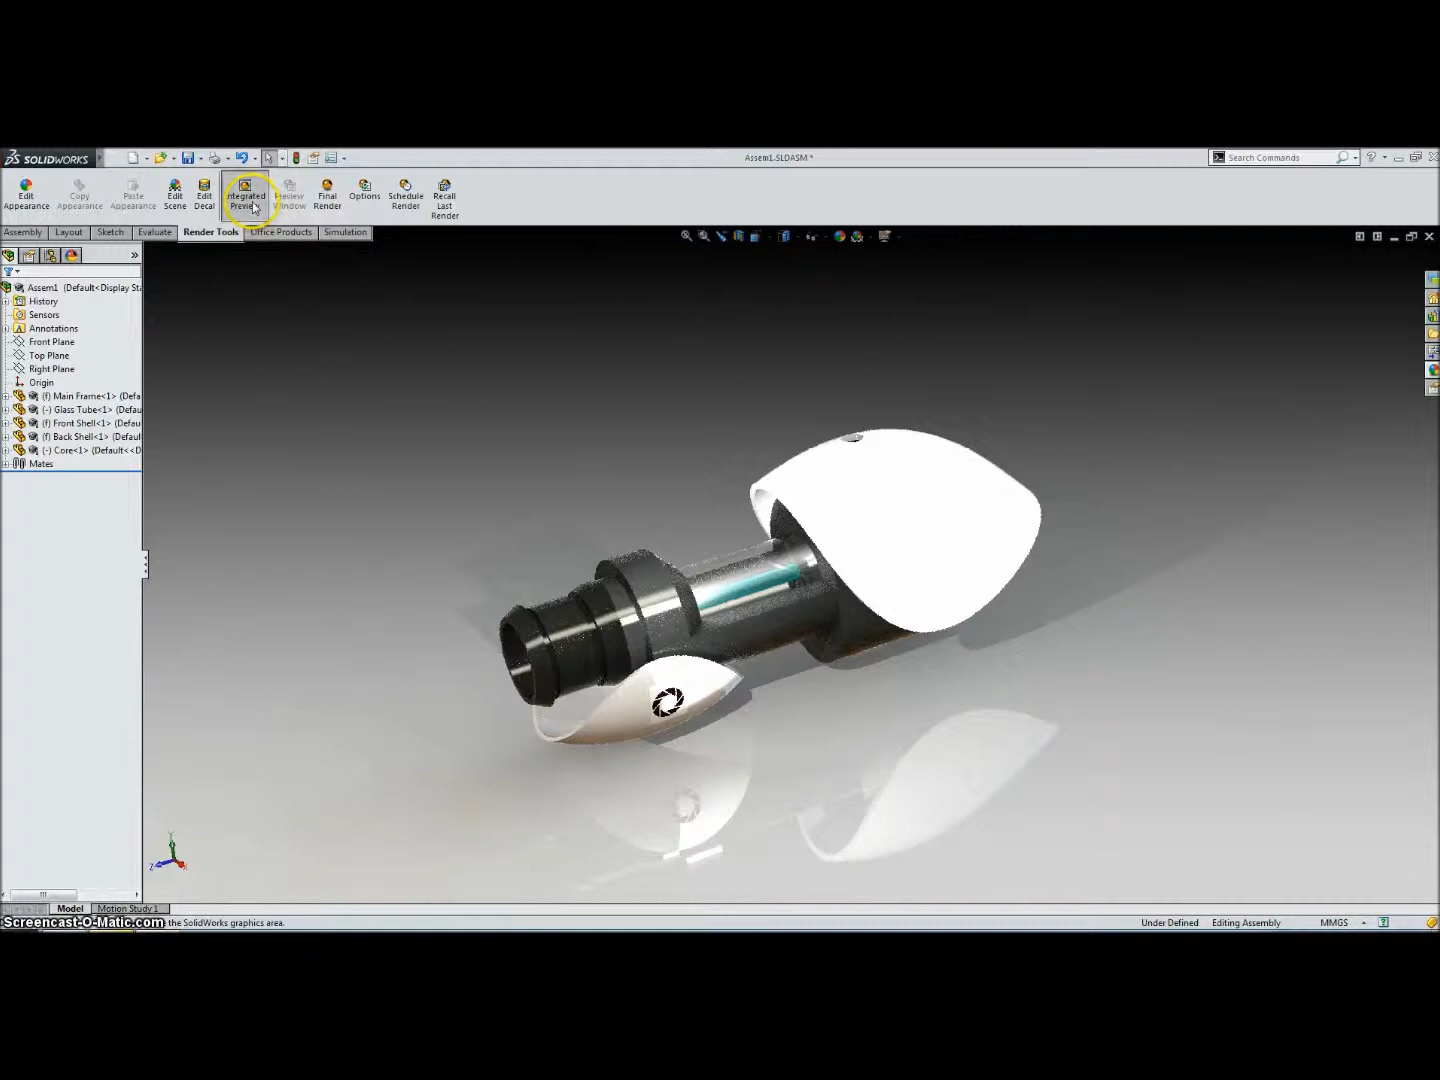 SOLIDWORKS
Assem1.SLDASM *
Search Commands
Edit Appearance
Copy Appearance
Paste Appearance
Edit Scene
Edit Decal
Integrated Preview
Preview Window
Final Render
Options
Schedule Render
Recall Last Render
Assembly Layout Sketch Evaluate Render Tools Office Products Simulation
Assem1 (Default<Display Sta
History
Sensors
Annotations
Front Plane
Top Plane
Right Plane
Origin
(f) Main Frame<1> (Defa
(-) Glass Tube<1> (Defau
(f) Front Shell<1> (Defau
(f) Back Shell<1> (Defaul
(-) Core<1> (Default<<D
Mates
Y
Z
X
Model Motion Study 1
Screencast-O-Matic.com the SolidWorks graphics area.
Under Defined Editing Assembly MMGS